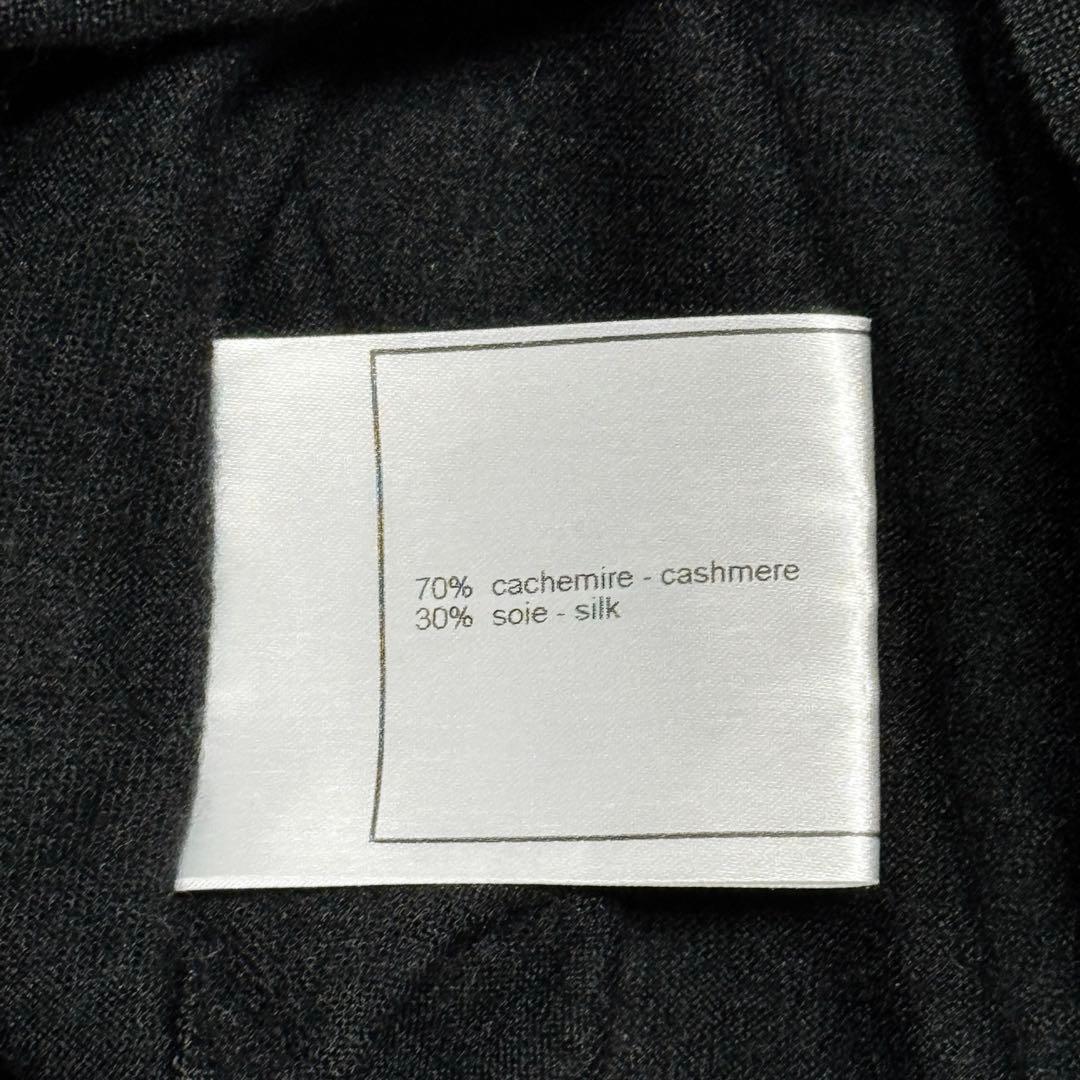 70% cachemire - cashmere
30% soie - silk